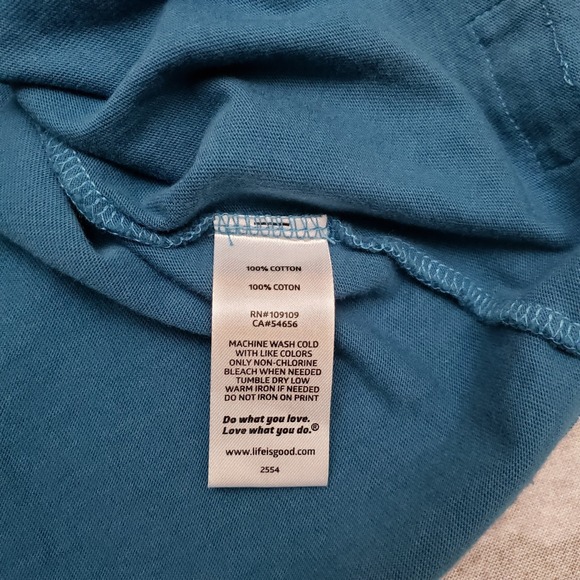 100% COTTON
100% COTON
RN#109109
CA#54656
MACHINE WASH COLD
WITH LIKE COLORS
ONLY NON-CHLORINE
BLEACH WHEN NEEDED
TUMBLE DRY LOW
WARM IRON IF NEEDED
DO NOT IRON ON PRINT
Do what you love.
Love what you do.®
www.lifeisgood.com
2554